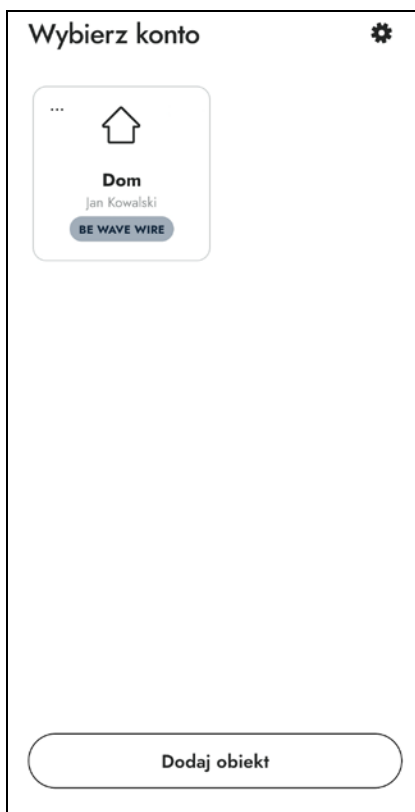 Wybierz konto
...
Dom
Jan Kowalski
BE WAVE WIRE
Dodaj obiekt